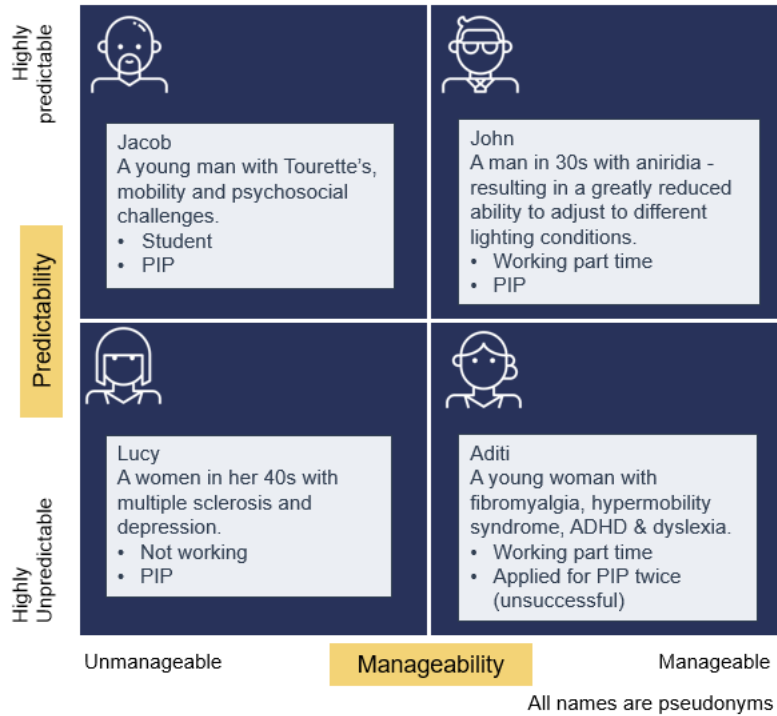 Highly
predictable
Jacob
A young man with Tourette's,
mobility and psychosocial
challenges.
• Student
• PIP
John
A man in 30s with aniridia -
resulting in a greatly reduced
ability to adjust to different
lighting conditions.
• Working part time
• PIP
Predictability
Lucy
A women in her 40s with
multiple sclerosis and
depression.
• Not working
• PIP
Aditi
A young woman with
fibromyalgia, hypermobility
syndrome, ADHD & dyslexia.
• Working part time
• Applied for PIP twice
(unsuccessful)
Highly
Unpredictable
Unmanageable
Manageability
Manageable
All names are pseudonyms